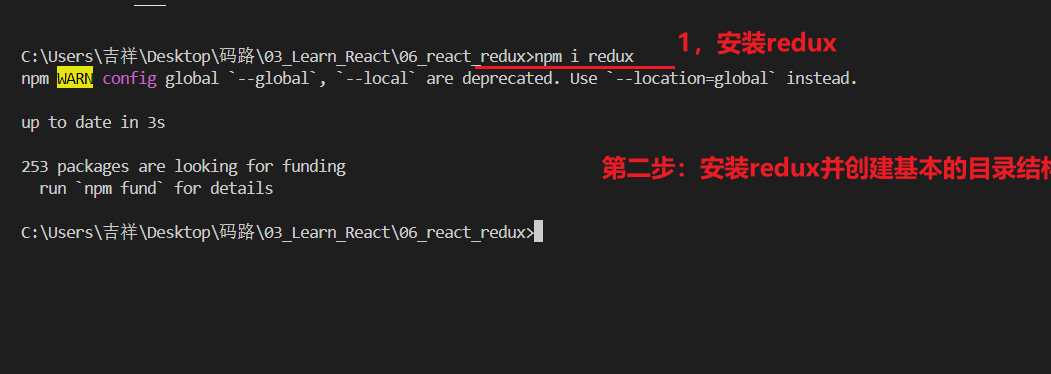 1，安装redux
C:\Users\吉祥\Desktop\码路\03_Learn_React\06_react_redux>npm i redux
npm WARN config global `--global`, `--local` are deprecated. Use `--location=global` instead.
up to date in 3s
253 packages are looking for funding
第二步：安装redux并创建基本的目录结构
run `npm fund` for details
C:\Users\吉祥\Desktop\码路\03_Learn_React\06_react_redux>